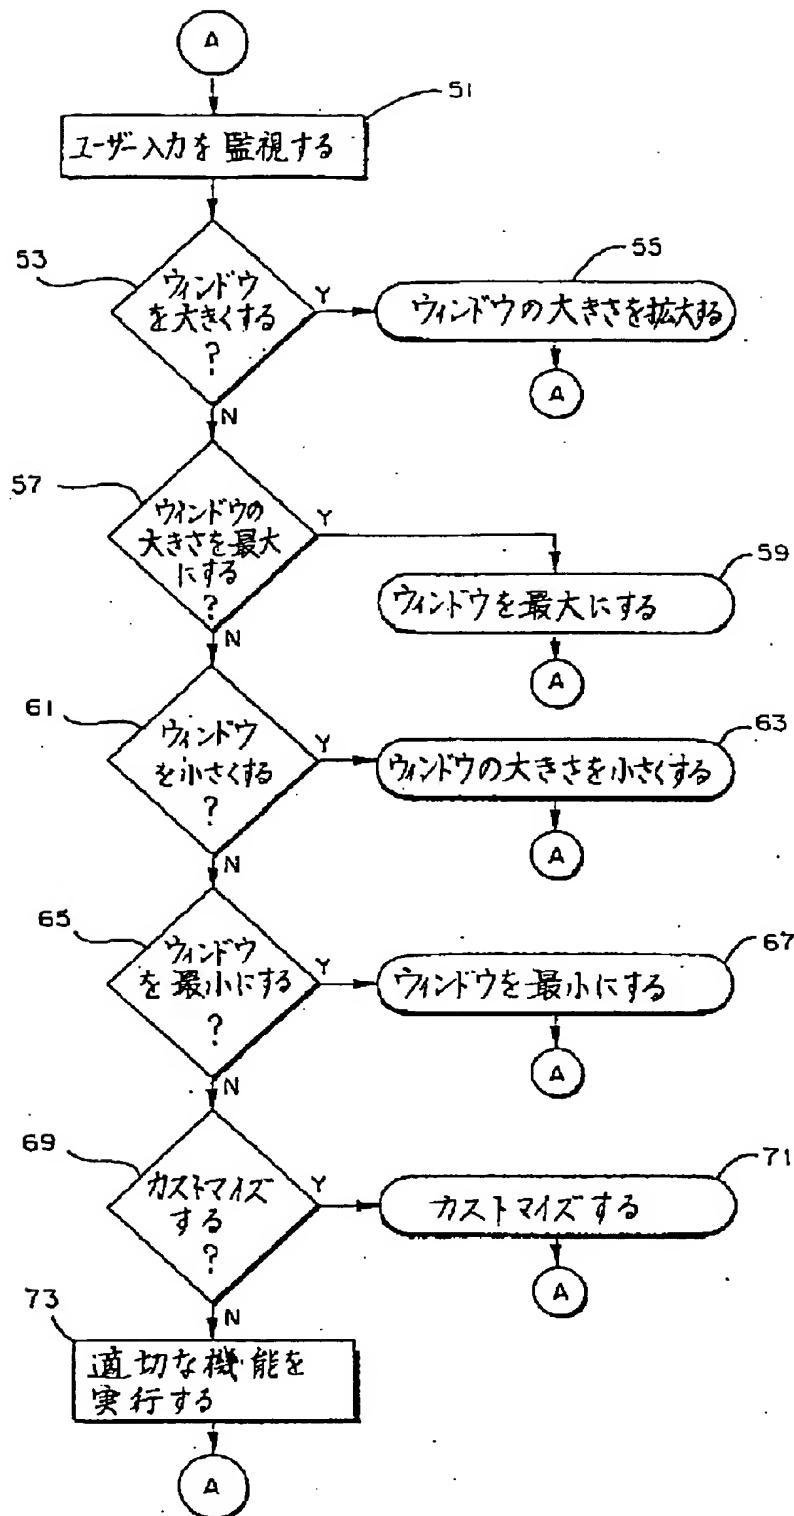 A
51
ユーザー入力を監視する
53
ウィンドウ
を大きくする
?
Y
55
ウィンドウの大きさを拡大する
A
N
57
ウィンドウの
大きさを最大
にする
?
Y
59
ウィンドウを最大にする
A
N
61
ウィンドウ
を小さくする
?
Y
63
ウィンドウの大きさを小さくする
A
N
65
ウィンドウ
を最小にする
?
Y
67
ウィンドウを最小にする
A
N
69
カストマイズ
する
?
Y
71
カストマイズする
A
N
73
適切な機能を
実行する
A